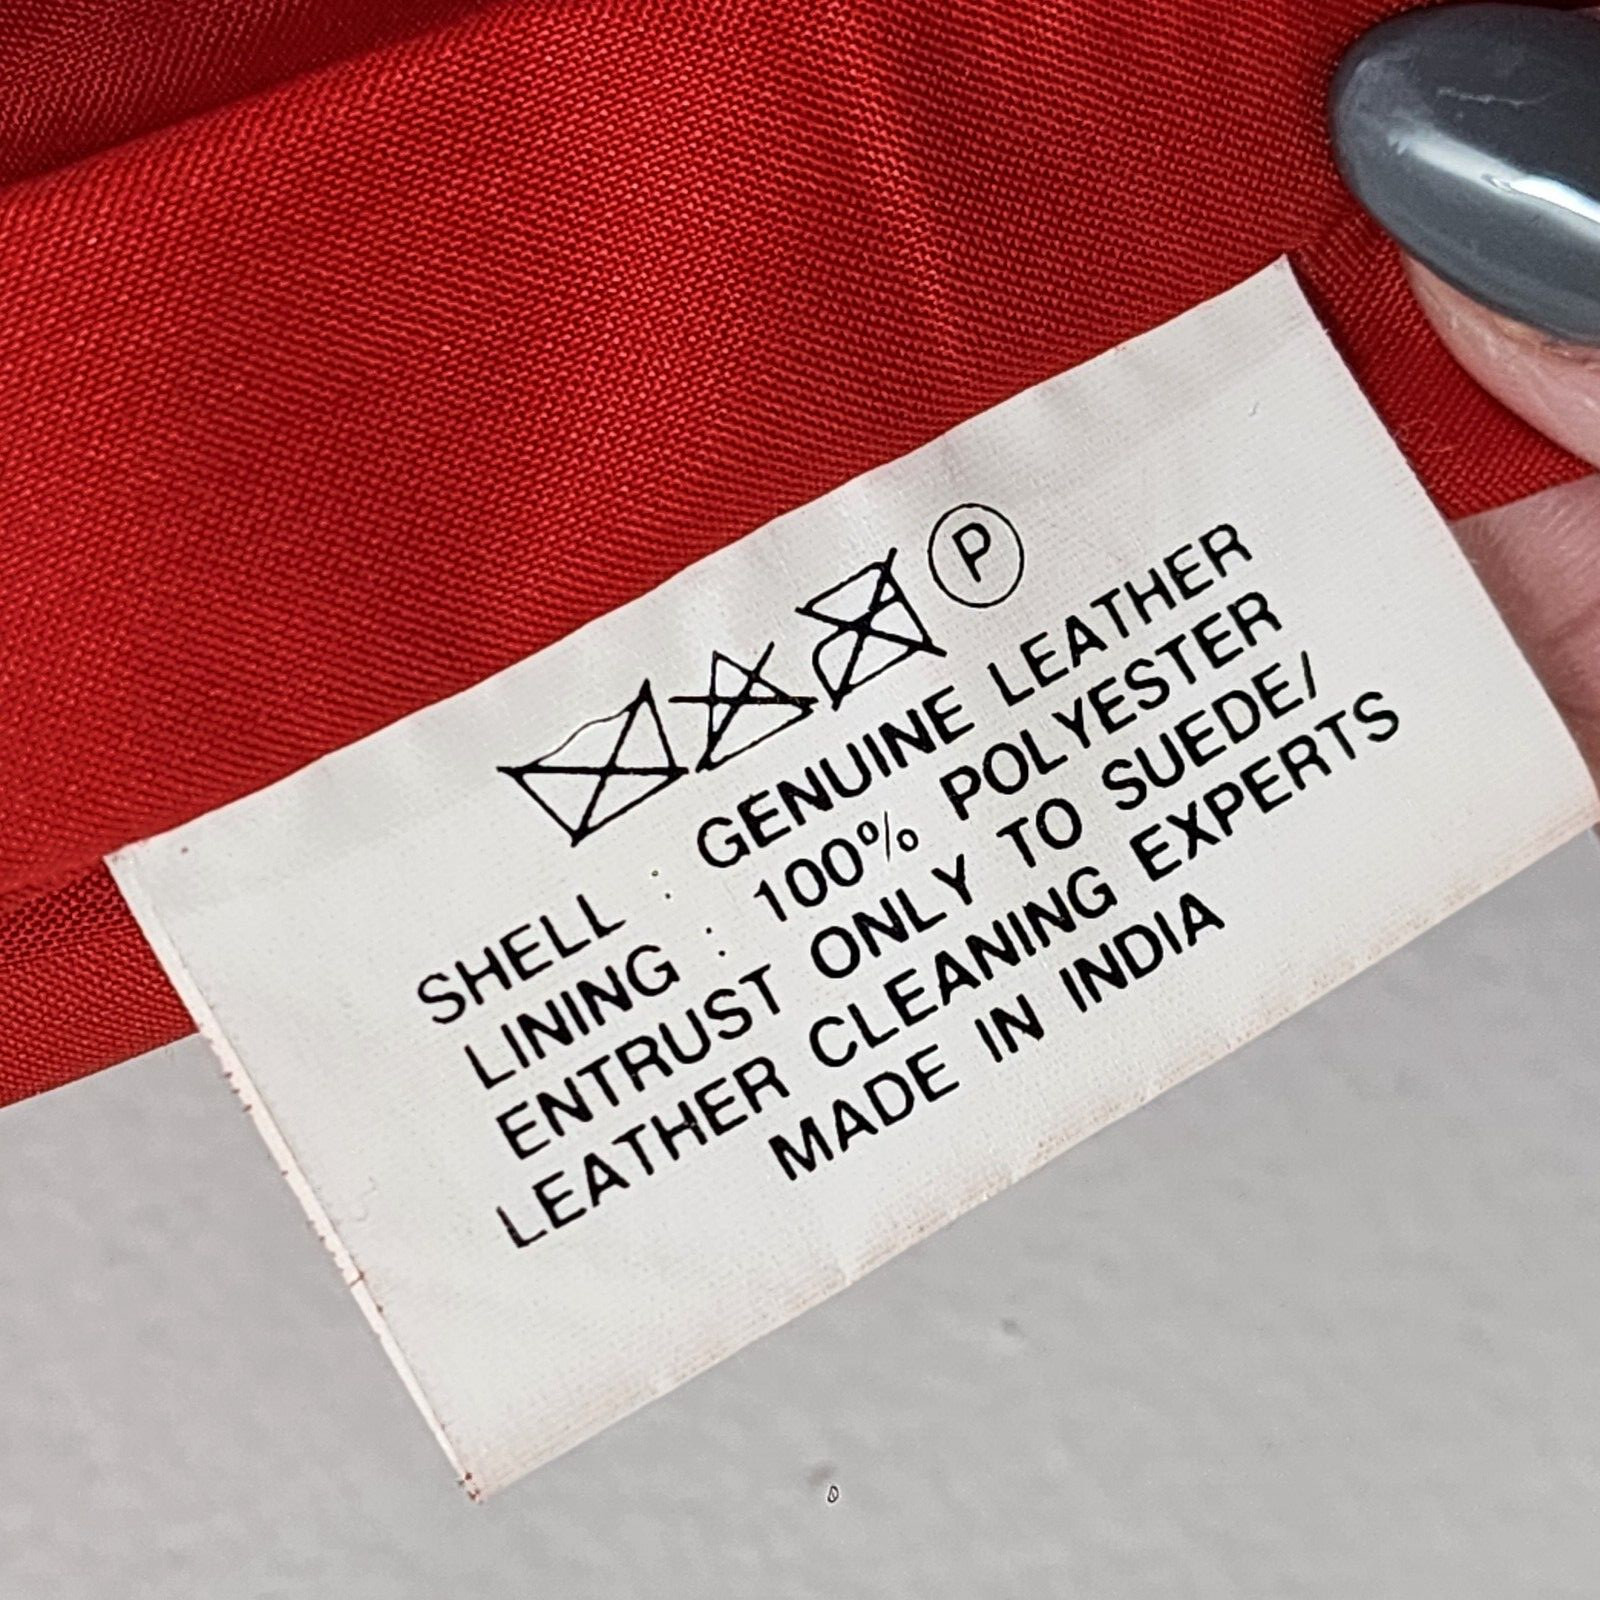 P
SHELL : GENUINE LEATHER
LINING : 100% POLYESTER
ENTRUST ONLY TO SUEDE/
LEATHER CLEANING EXPERTS
MADE IN INDIA